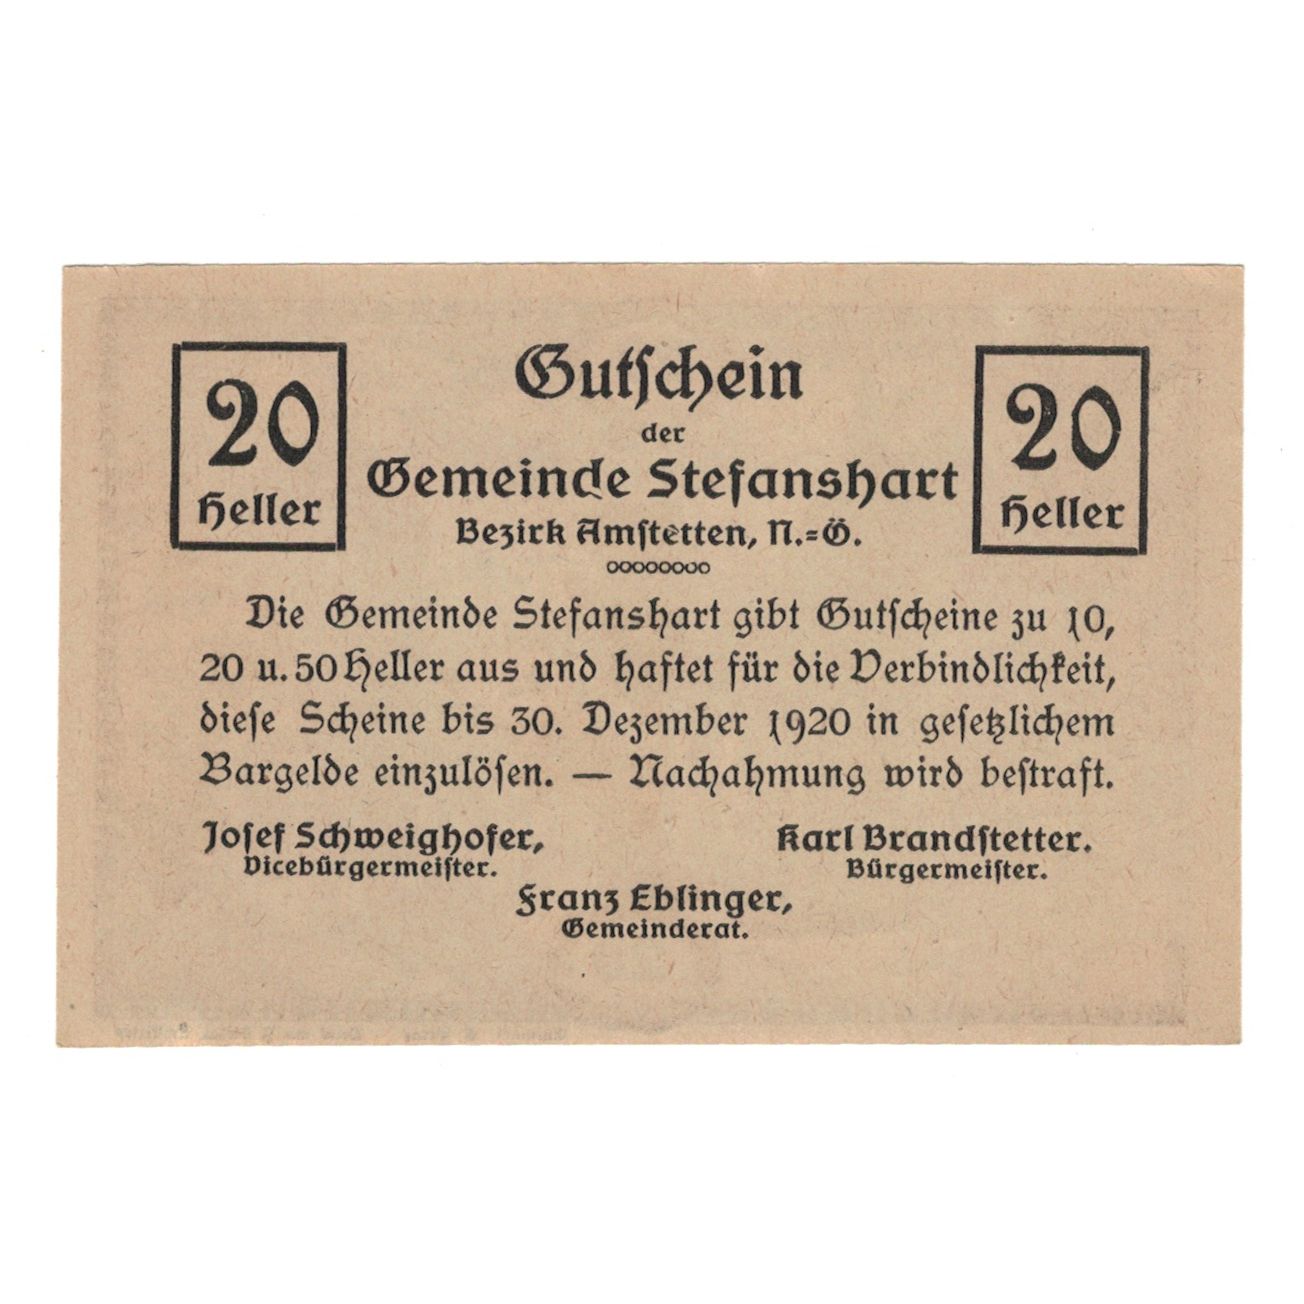 20
Heller
Gutschein
der
Gemeinde Stefanshart
Bezirk Amstetten, N.=Ö.
20
Heller
Die Gemeinde Stefanshart gibt Gutscheine zu 10,
20 u. 50 Heller aus und haftet für die Verbindlichkeit,
diese Scheine bis 30. Dezember 1920 in gesetzlichem
Bargelde einzulösen. — Nachahmung wird bestraft.
Josef Schweighofer,
Vicebürgermeister.
Karl Brandstetter.
Bürgermeister.
Franz Eblinger,
Gemeinderat.